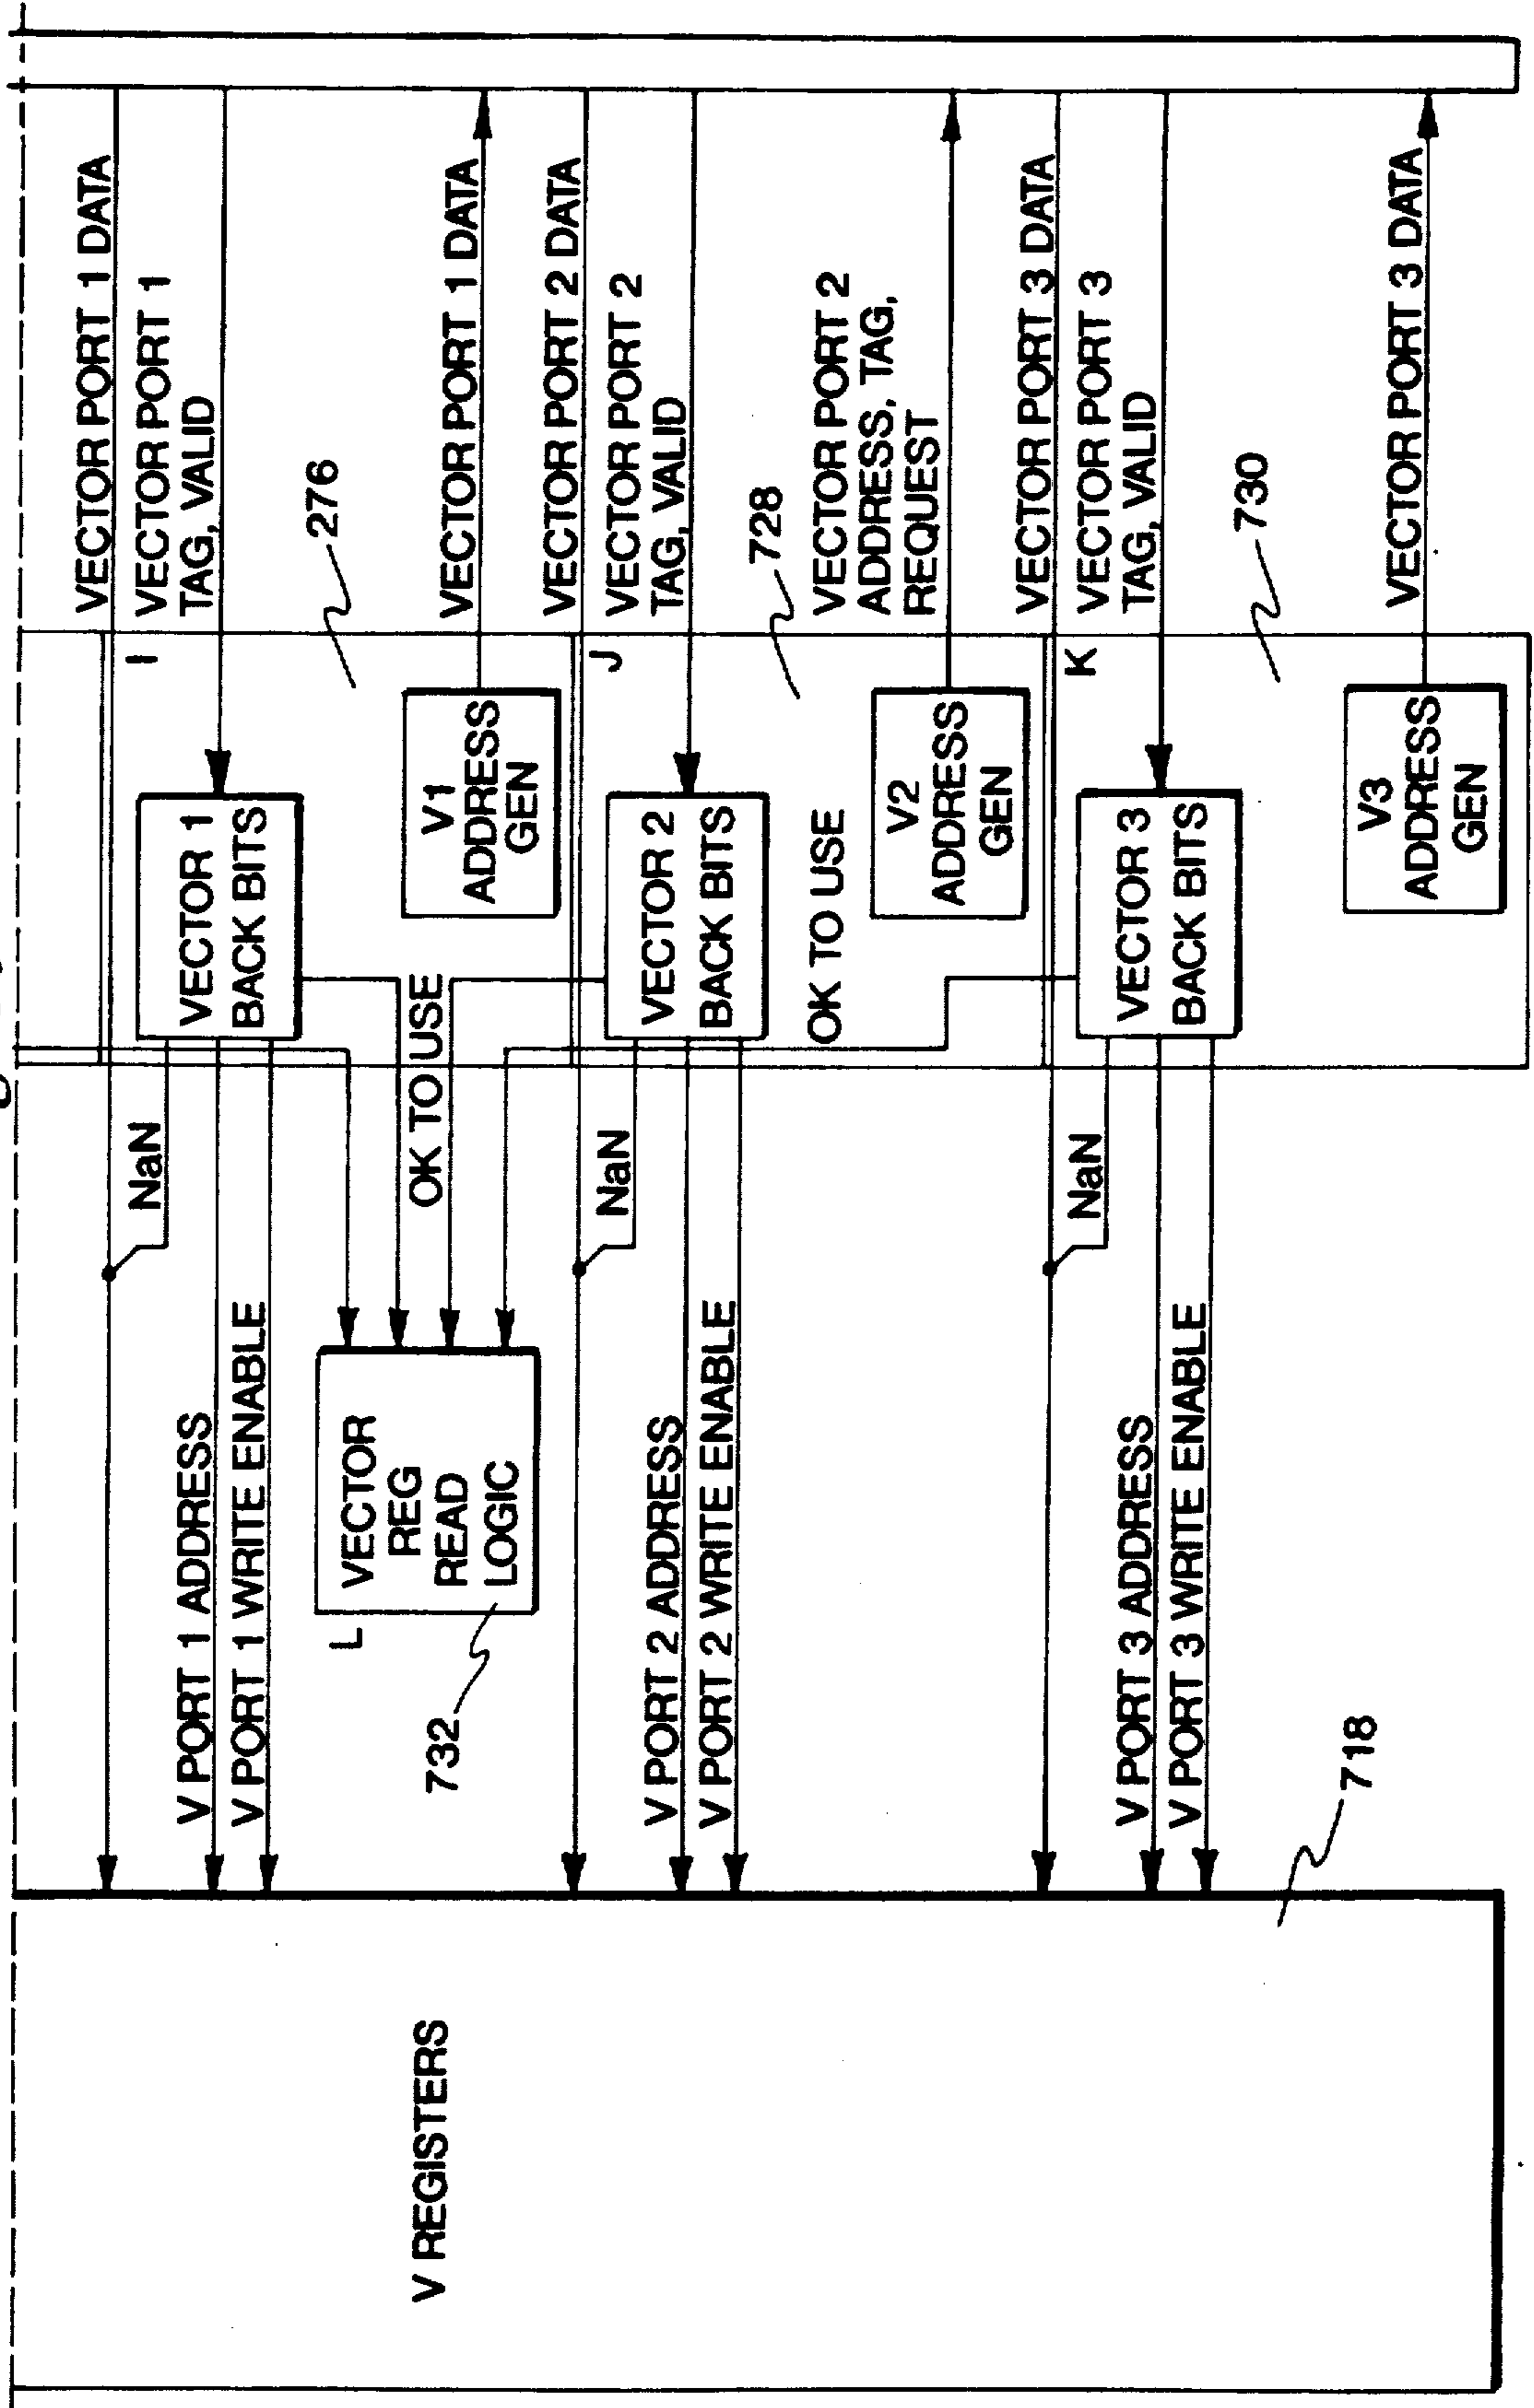 VECTOR PORT 1 DATA
VECTOR PORT 1
TAG, VALID
276
VECTOR PORT 1 DATA
VECTOR PORT 2 DATA
VECTOR PORT 2
TAG, VALID
728
VECTOR PORT 2
ADDRESS, TAG,
REQUEST
VECTOR PORT 3 DATA
VECTOR PORT 3
TAG, VALID
730
VECTOR PORT 3 DATA
I
VECTOR 1
BACK BITS
V1
ADDRESS
GEN
J
VECTOR 2
BACK BITS
OK TO USE
V2
ADDRESS
GEN
K
VECTOR 3
BACK BITS
V3
ADDRESS
GEN
NaN
OK TO USE
NaN
NaN
V PORT 1 ADDRESS
V PORT 1 WRITE ENABLE
L
VECTOR
REG
READ
LOGIC
732
V PORT 2 ADDRESS
V PORT 2 WRITE ENABLE
V PORT 3 ADDRESS
V PORT 3 WRITE ENABLE
718
V REGISTERS